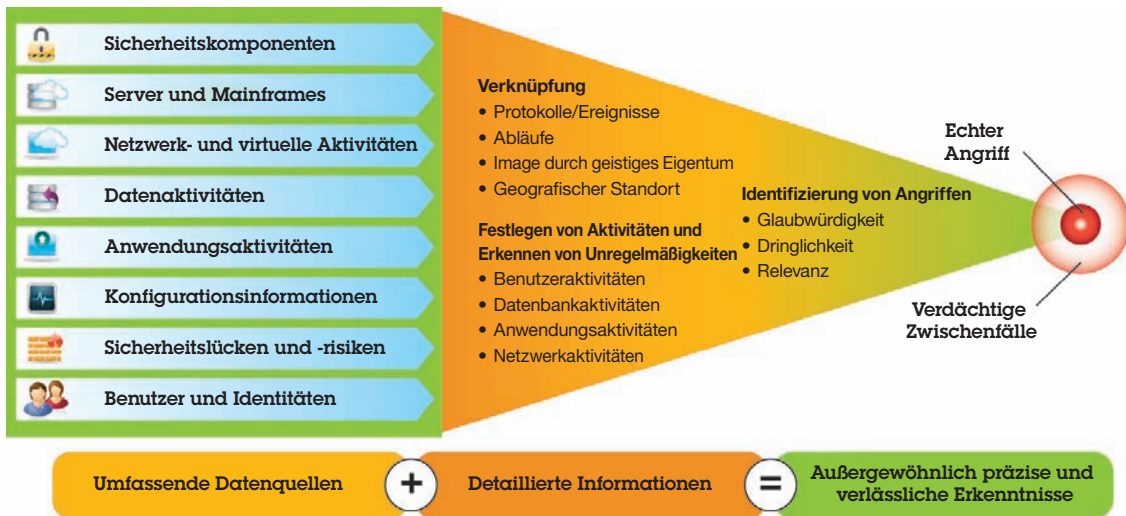 Sicherheitskomponenten
Server und Mainframes
Netzwerk- und virtuelle Aktivitäten
Datenaktivitäten
Anwendungsaktivitäten
Konfigurationsinformationen
Sicherheitslücken und -risiken
Benutzer und Identitäten
Verknüpfung
• Protokolle/Ereignisse
• Abläufe
• Image durch geistiges Eigentum
• Geografischer Standort
Festlegen von Aktivitäten und
Erkennen von Unregelmäßigkeiten
• Benutzeraktivitäten
• Datenbankaktivitäten
• Anwendungsaktivitäten
• Netzwerkaktivitäten
Identifizierung von Angriffen
• Glaubwürdigkeit
• Dringlichkeit
• Relevanz
Echter
Angriff
Verdächtige
Zwischenfälle
Umfassende Datenquellen
+
Detaillierte Informationen
=
Außergewöhnlich präzise und
verlässliche Erkenntnisse